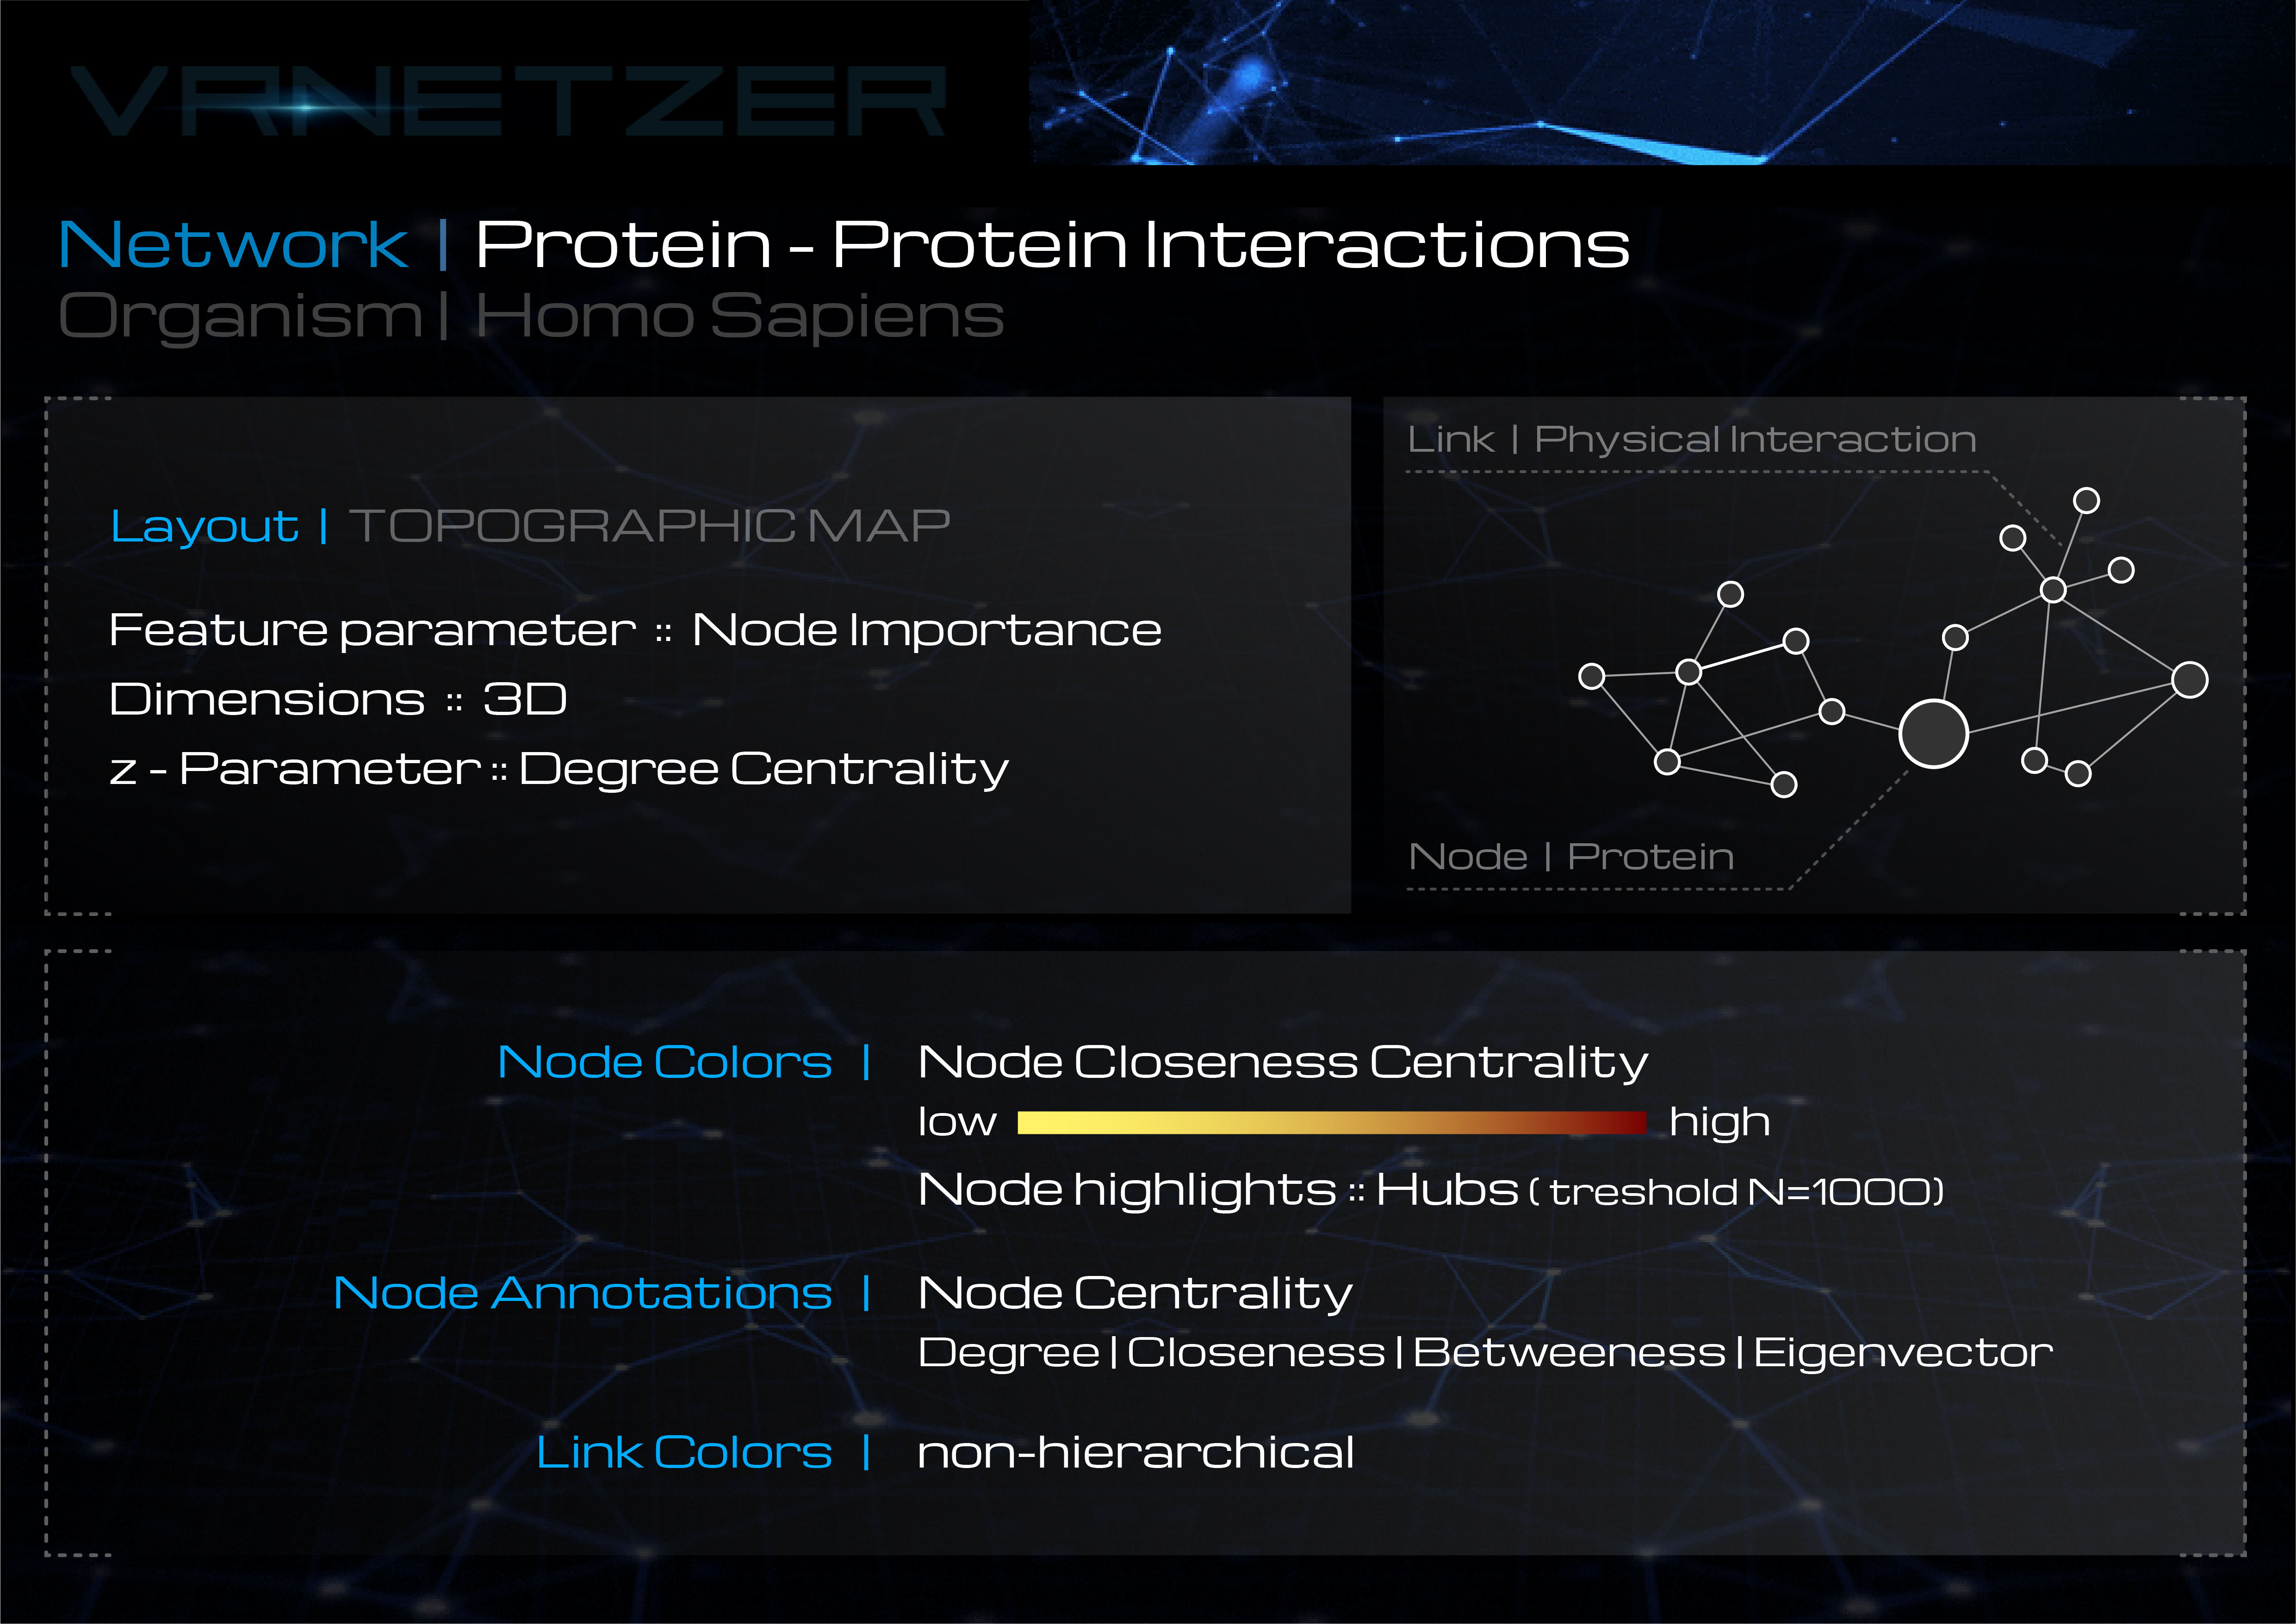 VRNETZER
Network | Protein - Protein Interactions
Organism | Homo Sapiens
Layout | TOPOGRAPHIC MAP
Feature parameter :: Node Importance
Dimensions :: 3D
z - Parameter :: Degree Centrality
Link | Physical Interaction
Node | Protein
Node Colors | Node Closeness Centrality
low high
Node highlights :: Hubs ( treshold N=1000)
Node Annotations | Node Centrality
Degree | Closeness | Betweeness | Eigenvector
Link Colors | non-hierarchical